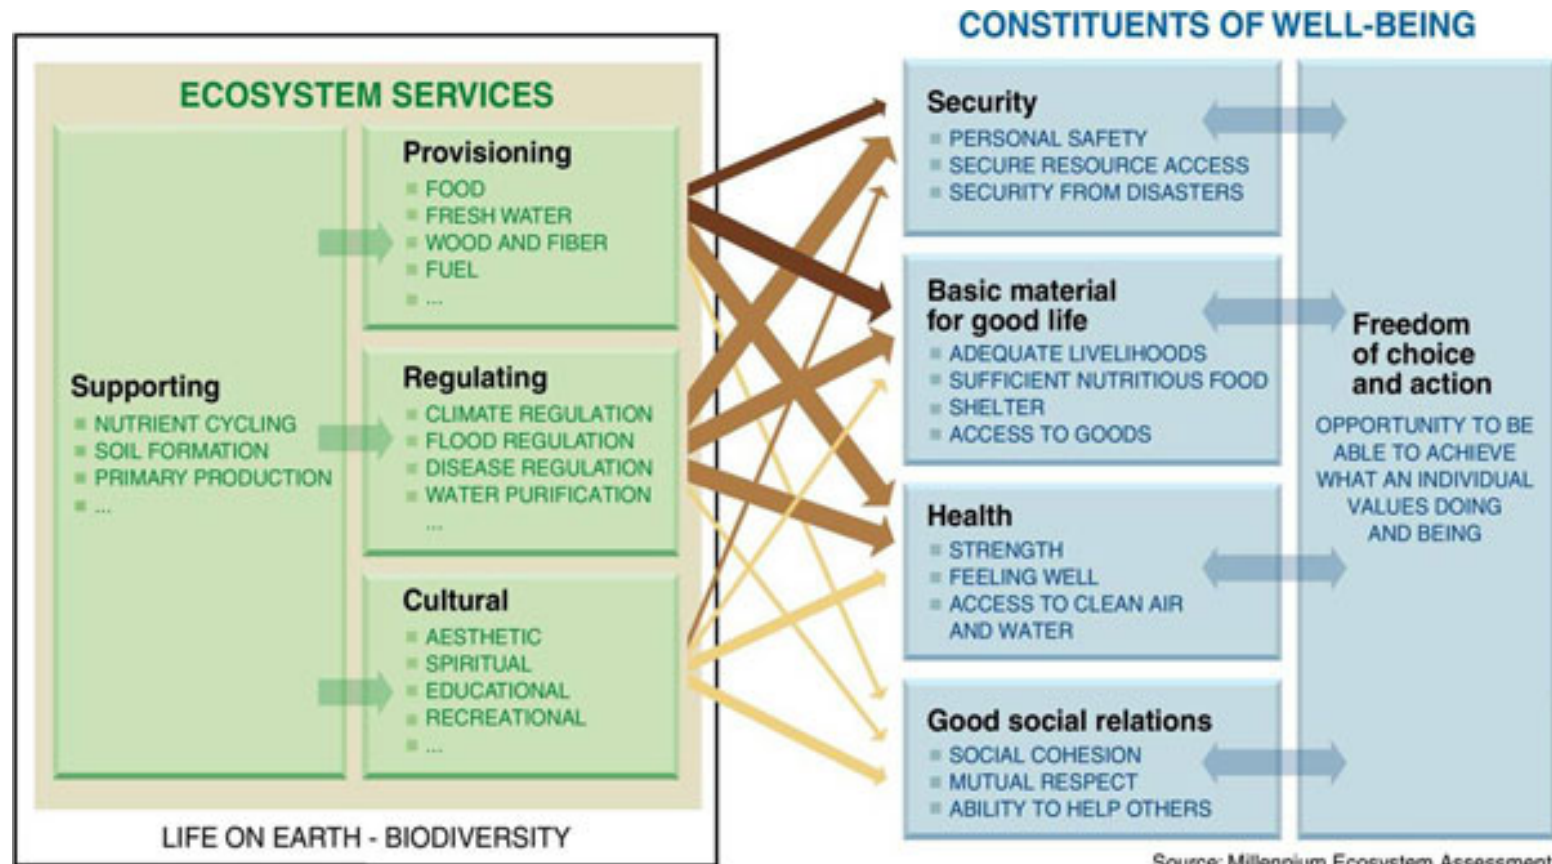 CONSTITUENTS OF WELL-BEING
ECOSYSTEM SERVICES
Supporting
NUTRIENT CYCLING
SOIL FORMATION
PRIMARY PRODUCTION
...
Provisioning
FOOD
FRESH WATER
WOOD AND FIBER
FUEL
...
Regulating
CLIMATE REGULATION
FLOOD REGULATION
DISEASE REGULATION
WATER PURIFICATION
...
Cultural
AESTHETIC
SPIRITUAL
EDUCATIONAL
RECREATIONAL
...
LIFE ON EARTH - BIODIVERSITY
Security
PERSONAL SAFETY
SECURE RESOURCE ACCESS
SECURITY FROM DISASTERS
Basic material
for good life
ADEQUATE LIVELIHOODS
SUFFICIENT NUTRITIOUS FOOD
SHELTER
ACCESS TO GOODS
Health
STRENGTH
FEELING WELL
ACCESS TO CLEAN AIR
AND WATER
Good social relations
SOCIAL COHESION
MUTUAL RESPECT
ABILITY TO HELP OTHERS
Freedom
of choice
and action
OPPORTUNITY TO BE
ABLE TO ACHIEVE
WHAT AN INDIVIDUAL
VALUES DOING
AND BEING
Source: Millennium Ecosystem Assessment